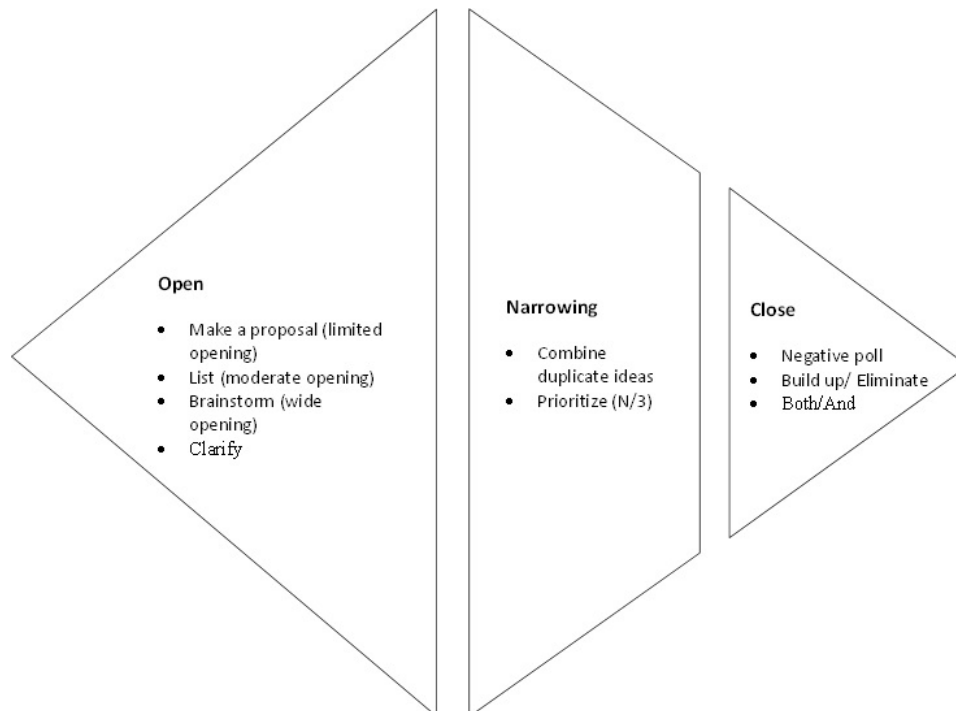 Open
• Make a proposal (limited
opening)
• List (moderate opening)
• Brainstorm (wide
opening)
• Clarify
Narrowing
• Combine
duplicate ideas
• Prioritize (N/3)
Close
• Negative poll
• Build up/ Eliminate
• Both/And